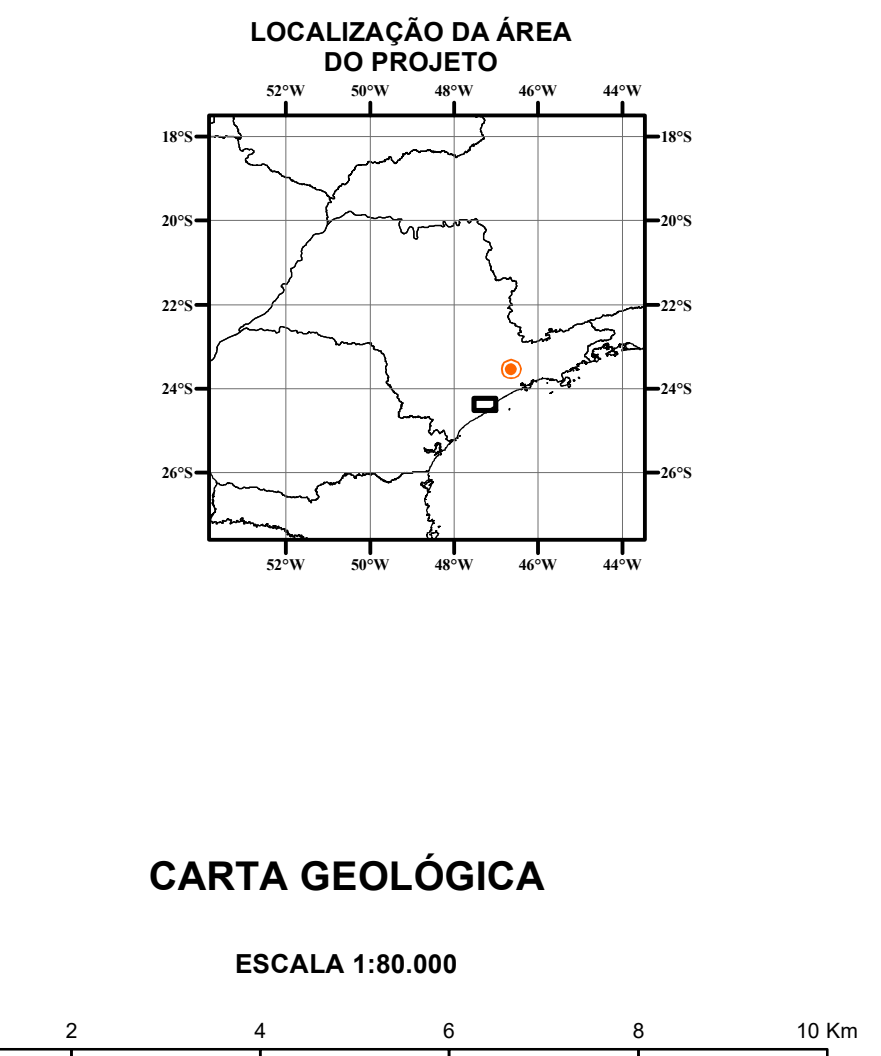 LOCALIZAÇÃO DA ÁREA
DO PROJETO
52°W 50°W 48°W 46°W 44°W
18°S 18°S
20°S 20°S
22°S 22°S
24°S 24°S
26°S 26°S
52°W 50°W 48°W 46°W 44°W
CARTA GEOLÓGICA
ESCALA 1:80.000
2 4 6 8 10 Km